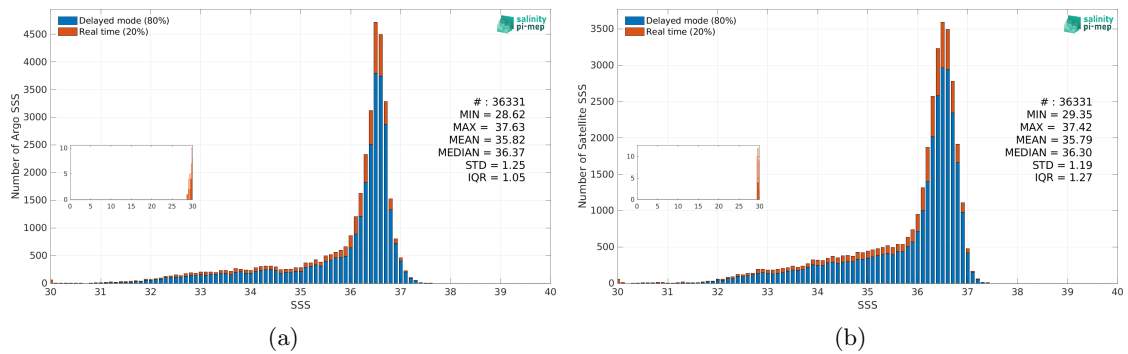 Delayed mode (80%)
Real time (20%)
salinity
pi-mep
Number of Argo SSS
4500
4000
3500
3000
2500
2000
1500
1000
500
0
# : 36331
MIN = 28.62
MAX = 37.63
MEAN = 35.82
MEDIAN = 36.37
STD = 1.25
IQR = 1.05
10
5
0
0 5 10 15 20 25 30
30 31 32 33 34 35 36 37 38 39 40
SSS
(a)
Delayed mode (80%)
Real time (20%)
salinity
pi-mep
Number of Satellite SSS
3500
3000
2500
2000
1500
1000
500
0
# : 36331
MIN = 29.35
MAX = 37.42
MEAN = 35.79
MEDIAN = 36.30
STD = 1.19
IQR = 1.27
10
5
0
0 5 10 15 20 25 30
30 31 32 33 34 35 36 37 38 39 40
SSS
(b)